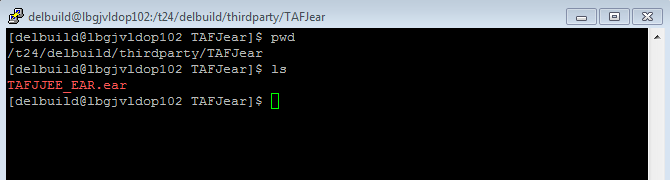 delbuild@lbgjvldop102:/t24/delbuild/thirdparty/TAFJear
[delbuild@lbgjvldop102 TAFJear]$ pwd
/t24/delbuild/thirdparty/TAFJear
[delbuild@lbgjvldop102 TAFJear]$ ls
TAFJJEE_EAR.ear
[delbuild@lbgjvldop102 TAFJear]$